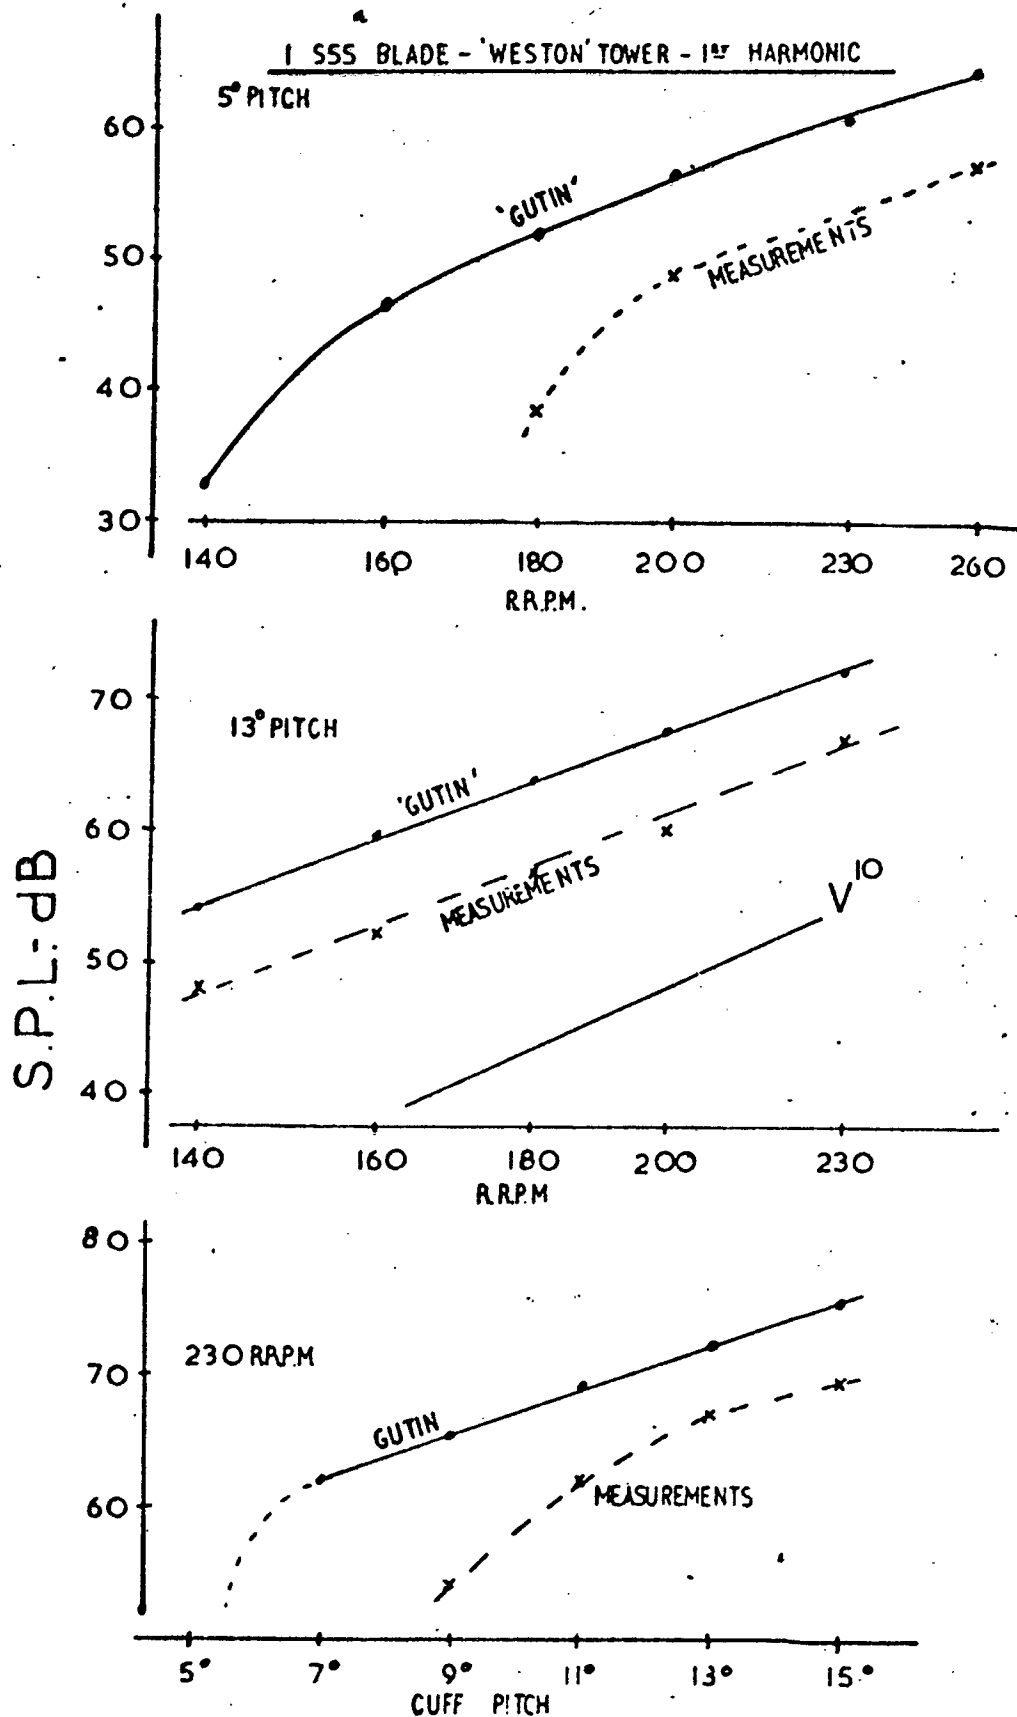 1 SSS BLADE - 'WESTON' TOWER - 1ST HARMONIC
5° PITCH
60
50
40
30
'GUTIN'
MEASUREMENTS
140 160 180 200 230 260
R.R.P.M.
S.P.L:- dB
70
60
50
40
13° PITCH
'GUTIN'
MEASUREMENTS
V10
140 160 180 200 230
R.R.P.M
80
70
60
230 R.R.P.M
GUTIN
MEASUREMENTS
5° 7° 9° 11° 13° 15°
CUFF PITCH